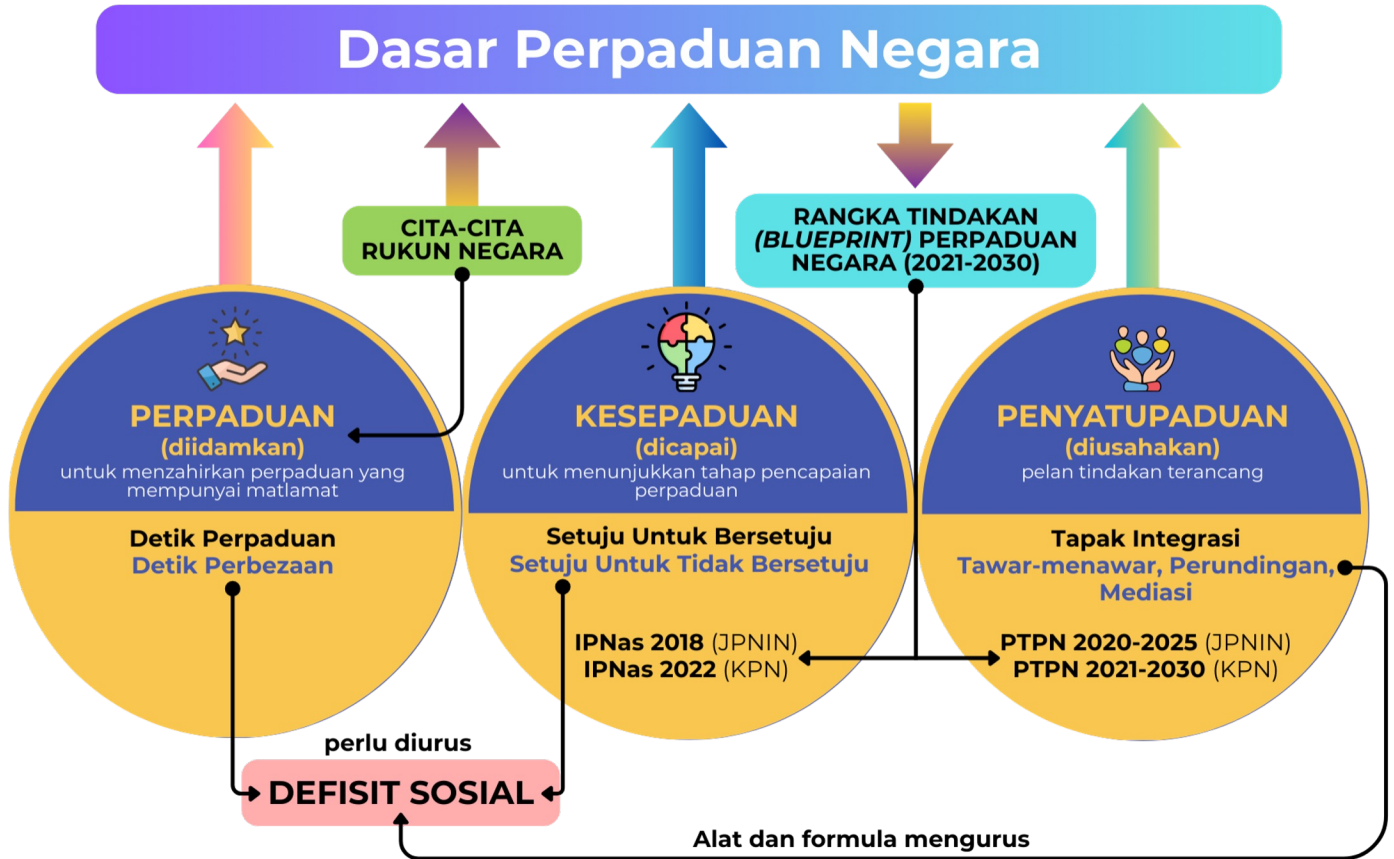 Dasar Perpaduan Negara
CITA-CITA
RUKUN NEGARA
RANGKA TINDAKAN
(BLUEPRINT) PERPADUAN
NEGARA (2021-2030)
PERPADUAN
(diidamkan)
untuk menzahirkan perpaduan yang
mempunyai matlamat
Detik Perpaduan
Detik Perbezaan
KESEPADUAN
(dicapai)
untuk menunjukkan tahap pencapaian
perpaduan
Setuju Untuk Bersetuju
Setuju Untuk Tidak Bersetuju
IPNas 2018 (JPNIN)
IPNas 2022 (KPN)
PENYATUPADUAN
(diusahakan)
pelan tindakan terancang
Tapak Integrasi
Tawar-menawar, Perundingan,
Mediasi
PTPN 2020-2025 (JPNIN)
PTPN 2021-2030 (KPN)
perlu diurus
DEFISIT SOSIAL
Alat dan formula mengurus